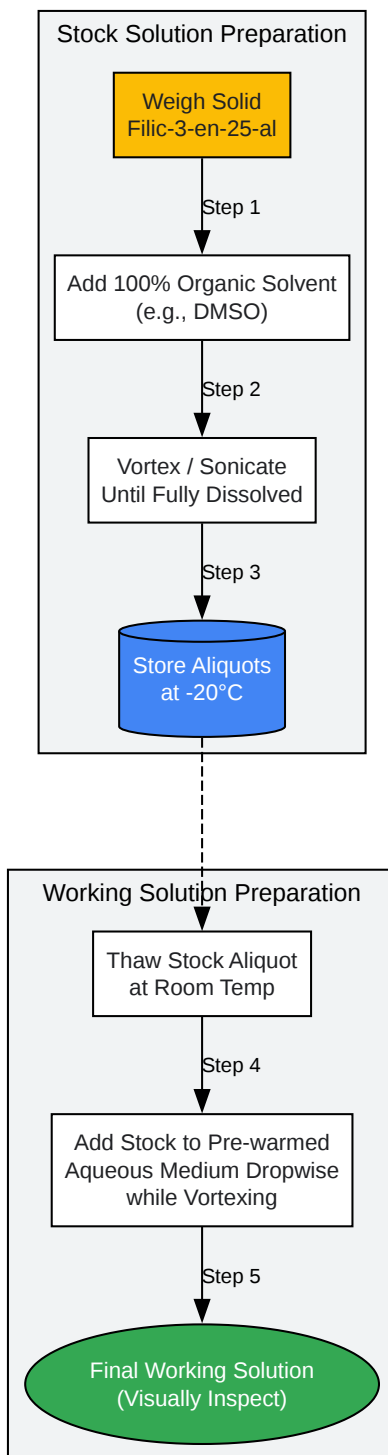 Stock Solution Preparation
Weigh Solid
Filic-3-en-25-al
Step 1
Add 100% Organic Solvent
(e.g., DMSO)
Step 2
Vortex / Sonicate
Until Fully Dissolved
Step 3
Store Aliquots
at -20°C
Working Solution Preparation
Thaw Stock Aliquot
at Room Temp
Step 4
Add Stock to Pre-warmed
Aqueous Medium Dropwise
while Vortexing
Step 5
Final Working Solution
(Visually Inspect)